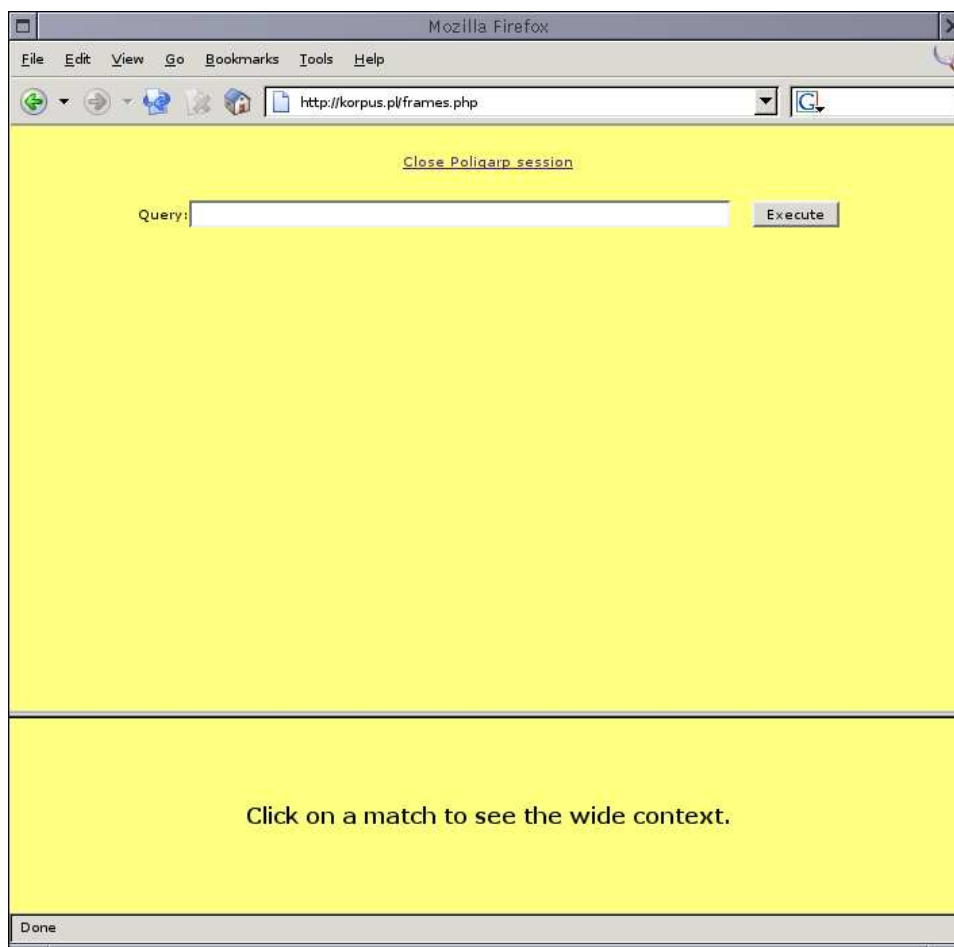 Mozilla Firefox
File Edit View Go Bookmarks Tools Help
http://korpus.pl/frames.php G
Close Poliqarp session
Query: Execute
Click on a match to see the wide context.
Done